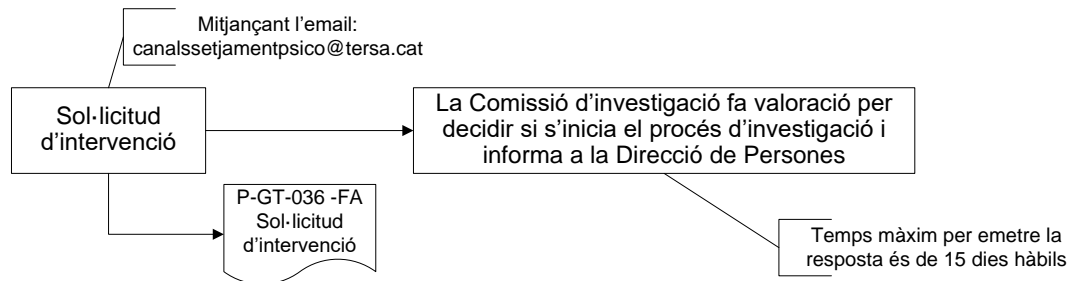 Mitjançant l'email:
canalssetjamentpsico@tersa.cat
Sol·licitud
d'intervenció
La Comissió d'investigació fa valoració per
decidir si s'inicia el procés d'investigació i
informa a la Direcció de Persones
P-GT-036 -FA
Sol·licitud
d'intervenció
Temps màxim per emetre la
resposta és de 15 dies hàbils